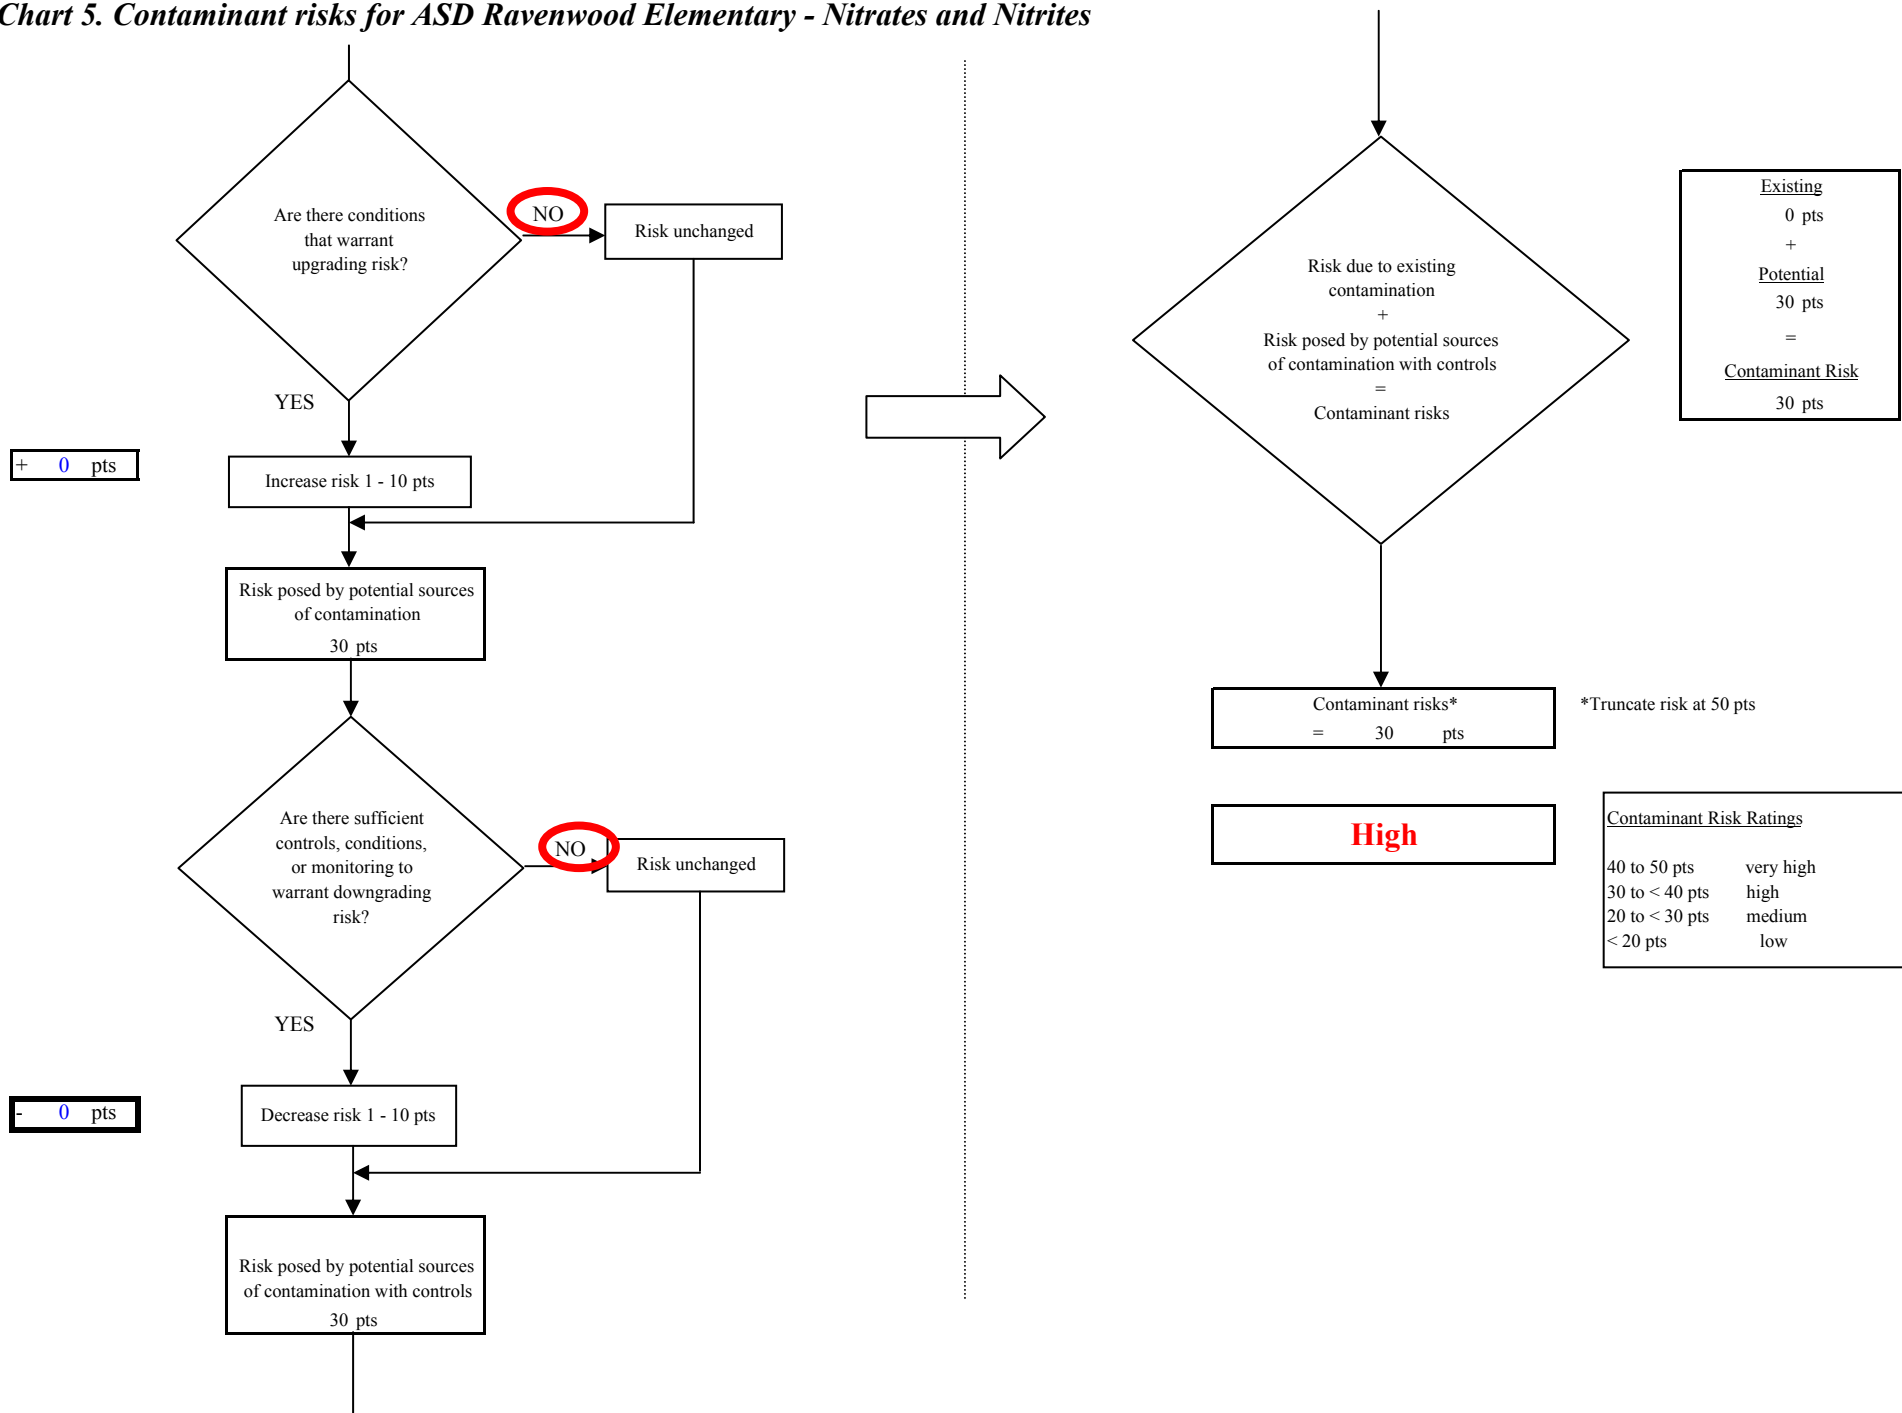 Chart 5. Contaminant risks for ASD Ravenwood Elementary - Nitrates and Nitrites
Are there conditions
that warrant
upgrading risk?
NO
Risk unchanged
YES
+ 0 pts
Increase risk 1 - 10 pts
Risk posed by potential sources
of contamination
30 pts
Are there sufficient
controls, conditions,
or monitoring to
warrant downgrading
risk?
NO
Risk unchanged
YES
- 0 pts
Decrease risk 1 - 10 pts
Risk posed by potential sources
of contamination with controls
30 pts
Risk due to existing
contamination
+
Risk posed by potential sources
of contamination with controls
=
Contaminant risks
Existing
0 pts
+
Potential
30 pts
=
Contaminant Risk
30 pts
Contaminant risks*
= 30 pts
*Truncate risk at 50 pts
High
Contaminant Risk Ratings
40 to 50 pts very high
30 to < 40 pts high
20 to < 30 pts medium
< 20 pts low